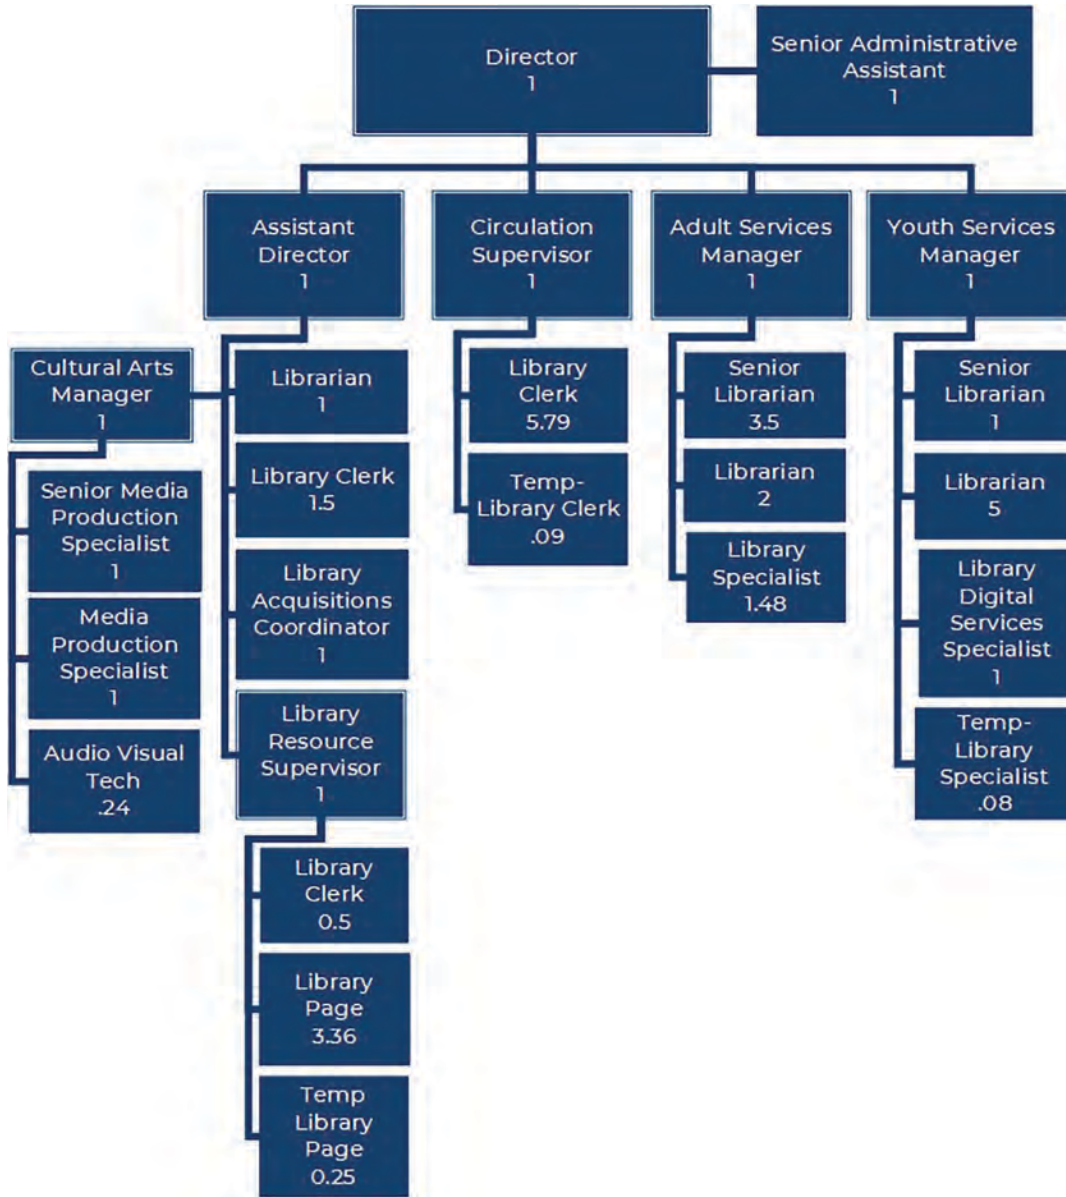 Director
1
Senior Administrative
Assistant
1
Assistant
Director
1
Circulation
Supervisor
1
Adult Services
Manager
1
Youth Services
Manager
1
Cultural Arts
Manager
1
Senior Media
Production
Specialist
1
Media
Production
Specialist
1
Audio Visual
Tech
.24
Librarian
1
Library Clerk
1.5
Library
Acquisitions
Coordinator
1
Library
Resource
Supervisor
1
Library
Clerk
0.5
Library
Page
3.36
Temp
Library
Page
0.25
Library
Clerk
5.79
Temp-
Library Clerk
.09
Senior
Librarian
3.5
Librarian
2
Library
Specialist
1.48
Senior
Librarian
1
Librarian
5
Library
Digital
Services
Specialist
1
Temp-
Library
Specialist
.08